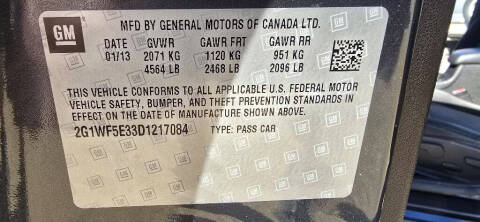 GM
MFD BY GENERAL MOTORS OF CANADA LTD.
DATE GVWR GAWR FRT GAWR RR
01/13 2071 KG 1120 KG 951 KG
4564 LB 2468 LB 2096 LB
THIS VEHICLE CONFORMS TO ALL APPLICABLE U.S. FEDERAL MOTOR
VEHICLE SAFETY, BUMPER, AND THEFT PREVENTION STANDARDS IN
EFFECT ON THE DATE OF MANUFACTURE SHOWN ABOVE.
2G1WF5E33D1217084 TYPE: PASS CAR